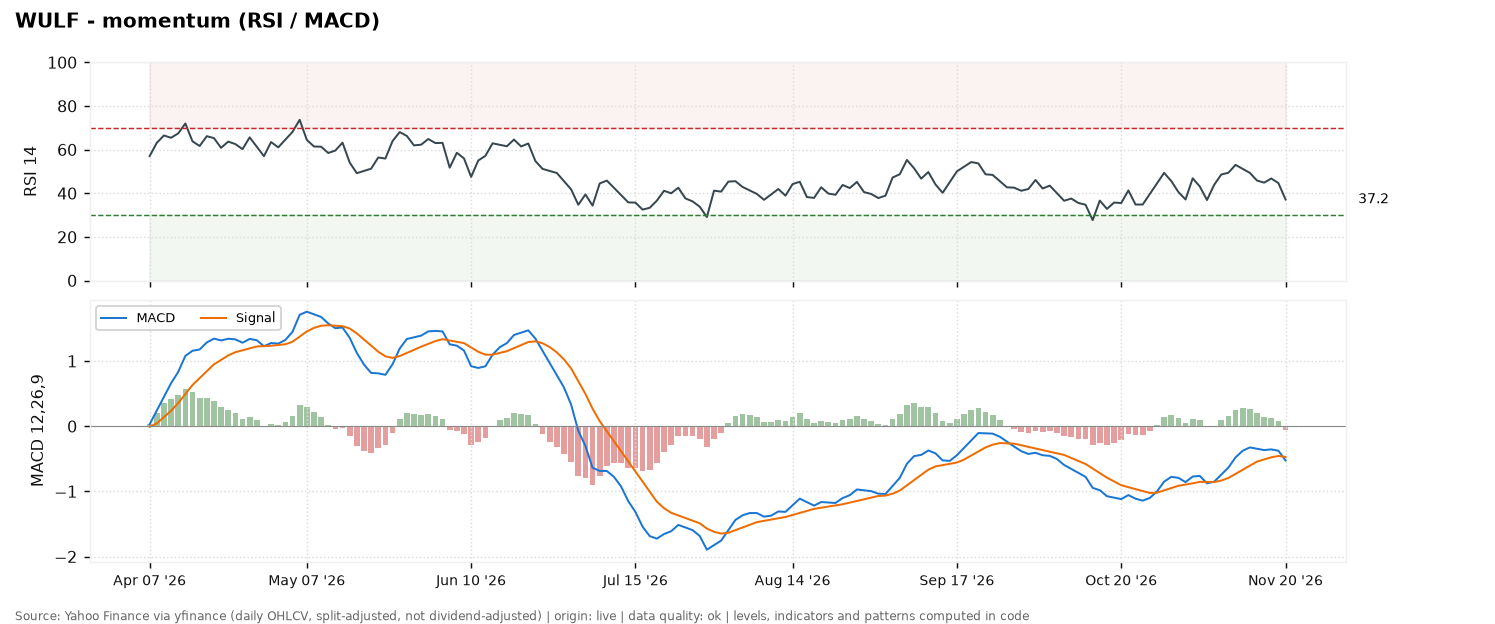 WULF - momentum (RSI / MACD)
100
80
60
40
20
0
RSI 14
37.2
MACD
Signal
1
0
−1
−2
MACD 12,26,9
Apr 07 '26
May 07 '26
Jun 10 '26
Jul 15 '26
Aug 14 '26
Sep 17 '26
Oct 20 '26
Nov 20 '26
Source: Yahoo Finance via yfinance (daily OHLCV, split-adjusted, not dividend-adjusted) | origin: live | data quality: ok | levels, indicators and patterns computed in code